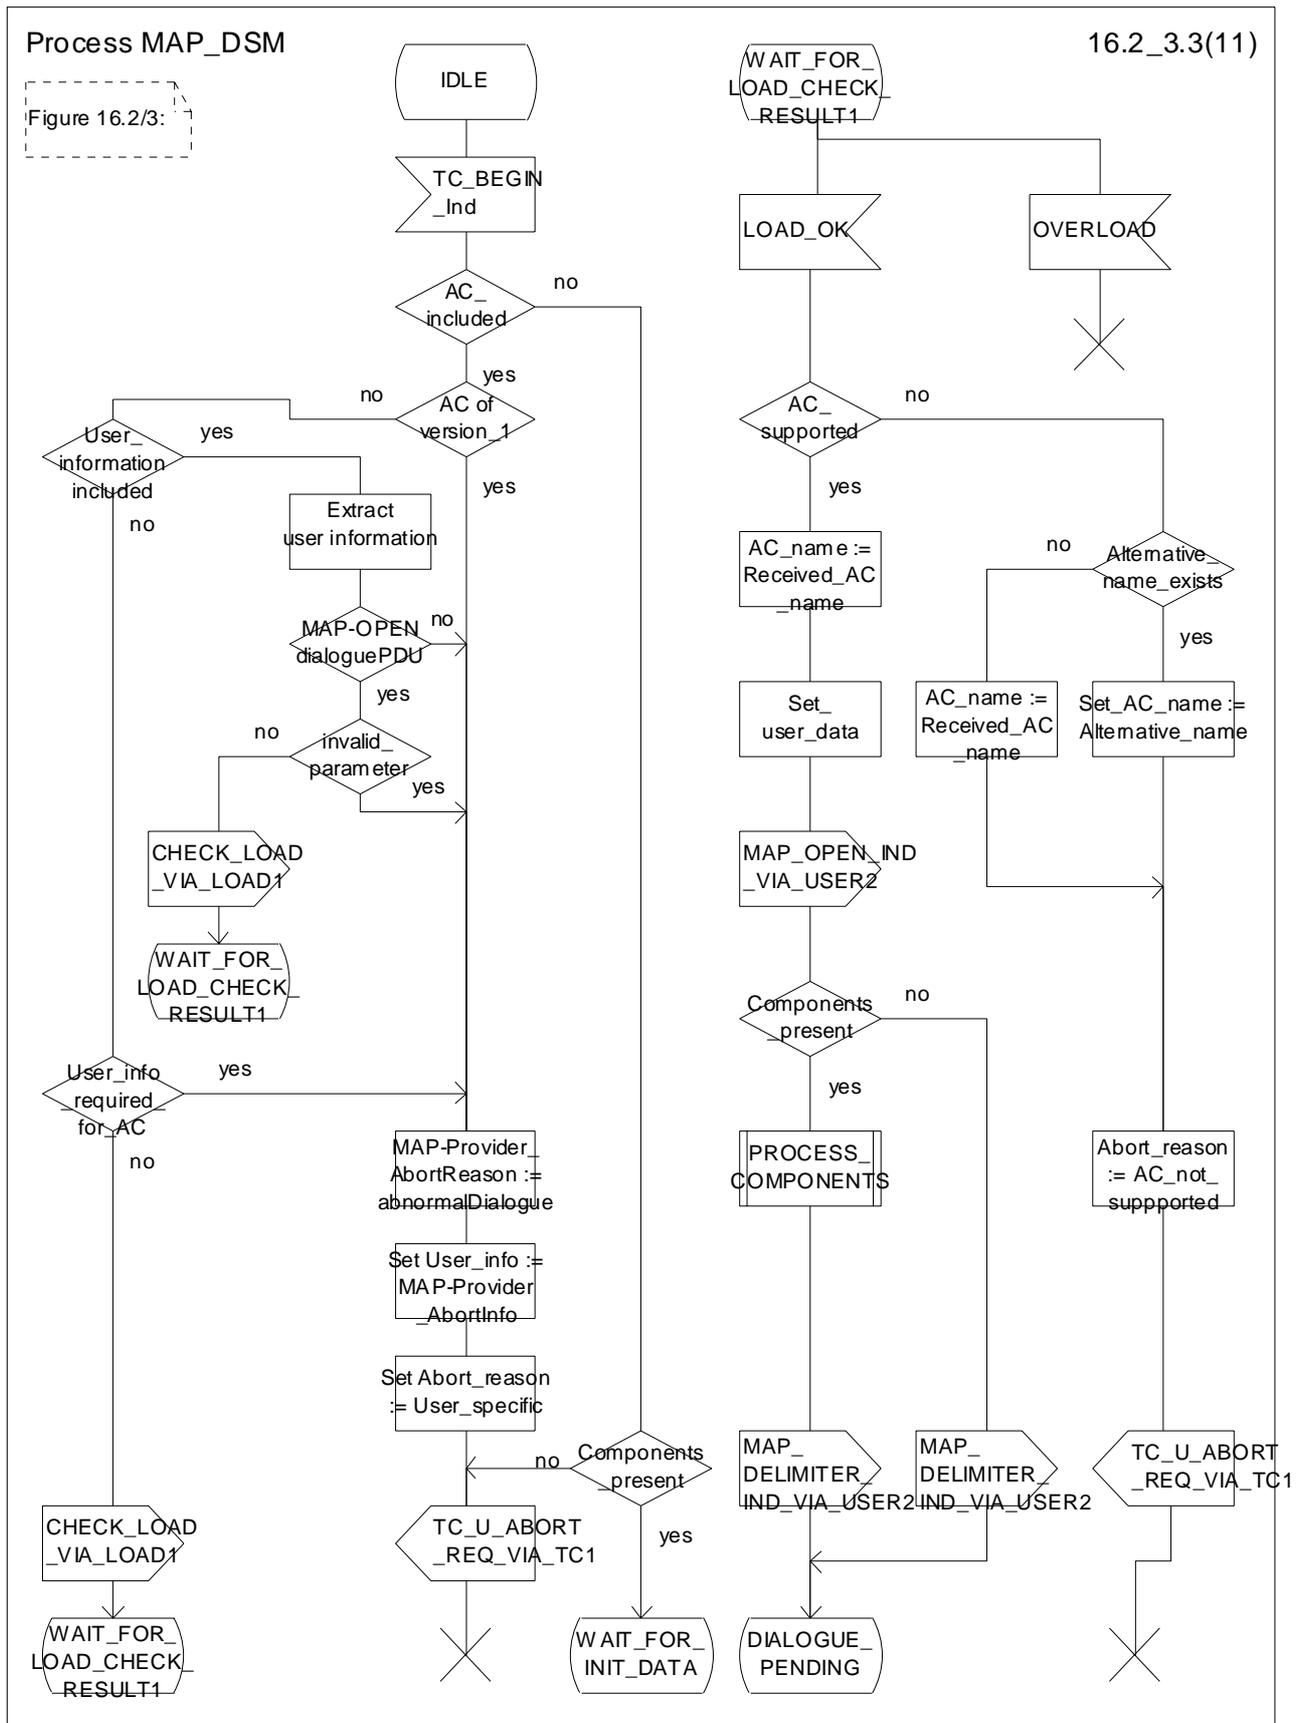 Process MAP_DSM
16.2_3.3(11)
Figure 16.2/3:
IDLE
TC_BEGIN
_Ind
AC_
included
no
yes
AC of
version_1
no
yes
User_
information
included
yes
no
Extract
user information
MAP-OPEN
dialoguePDU
no
yes
invalid_
parameter
no
yes
CHECK_LOAD
_VIA_LOAD1
WAIT_FOR_
LOAD_CHECK_
RESULT1
User_info
_required_
for_AC
yes
no
MAP-Provider_
AbortReason :=
abnormalDialogue
Set User_info :=
MAP-Provider
_AbortInfo
Set Abort_reason
:= User_specific
Components
_present
no
yes
CHECK_LOAD
_VIA_LOAD1
TC_U_ABORT
_REQ_VIA_TC1
WAIT_FOR_
LOAD_CHECK_
RESULT1
WAIT_FOR_
INIT_DATA
WAIT_FOR_
LOAD_CHECK_
RESULT1
LOAD_OK
OVERLOAD
AC_
supported
no
yes
AC_name :=
Received_AC
_name
Alternative_
name_exists
no
yes
Set_
user_data
AC_name :=
Received_AC
_name
Set_AC_name :=
Alternative_name
MAP_OPEN_IND
_VIA_USER2
Components
_present
no
yes
PROCESS_
COMPONENTS
Abort_reason
:= AC_not_
suppported
MAP_
DELIMITER_
IND_VIA_USER2
MAP_
DELIMITER_
IND_VIA_USER2
TC_U_ABORT
_REQ_VIA_TC1
DIALOGUE_
PENDING